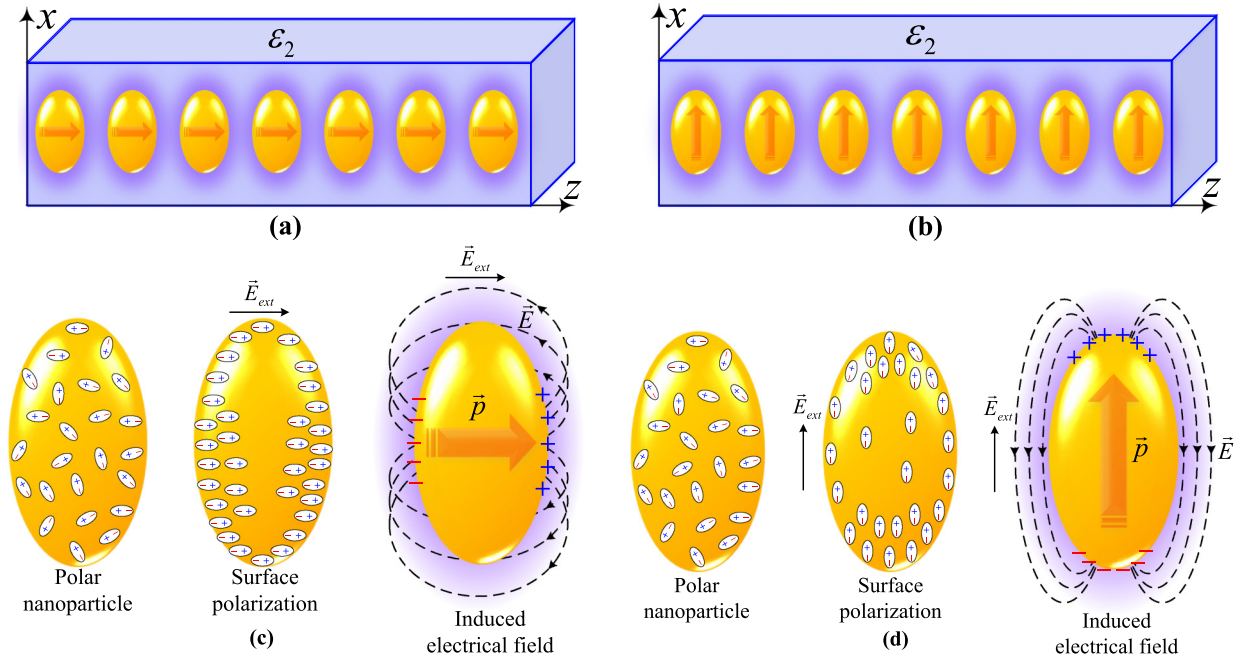 x
ε₂
z
(a)
x
ε₂
z
(b)
E⃗ext
E⃗ext
E⃗
p⃗
Polar
nanoparticle
Surface
polarization
Induced
electrical field
(c)
E⃗ext
E⃗ext
p⃗
E⃗
Polar
nanoparticle
Surface
polarization
Induced
electrical field
(d)